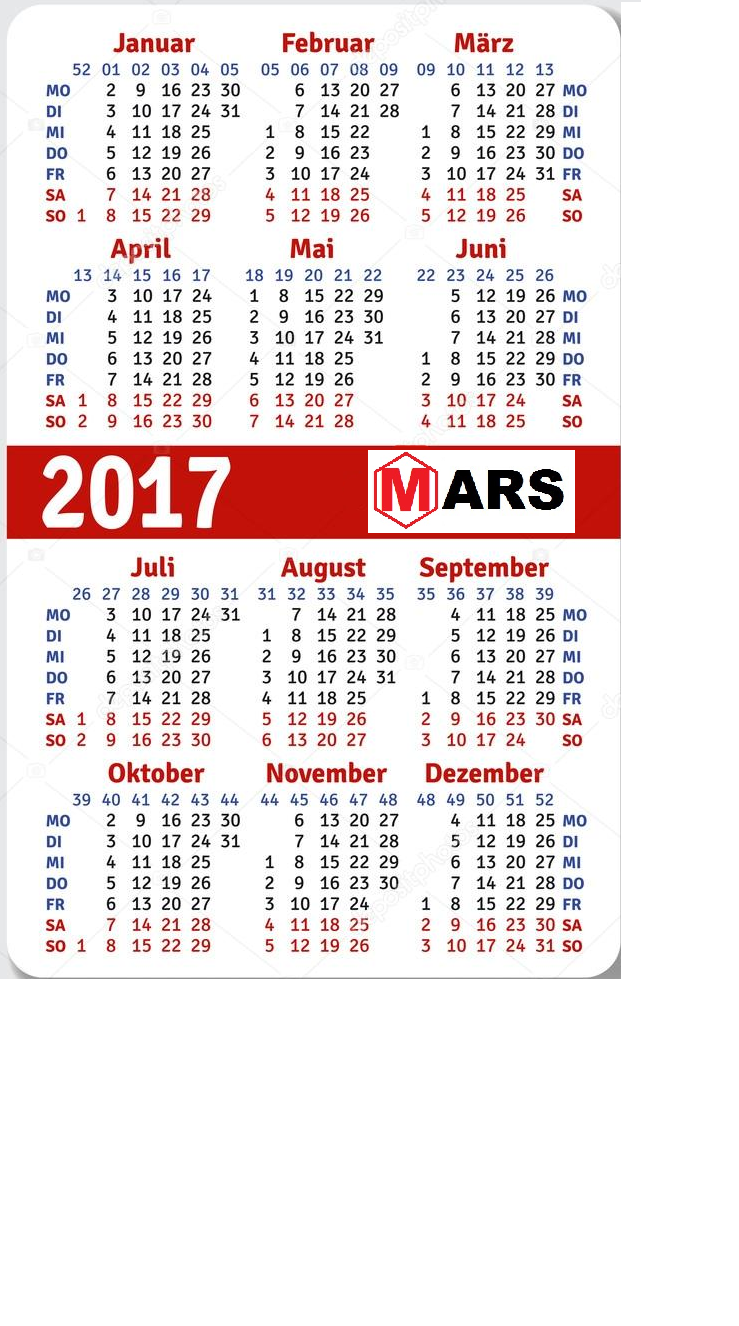 Januar Februar März
52 01 02 03 04 05 05 06 07 08 09 09 10 11 12 13
MO 2 9 16 23 30 6 13 20 27 6 13 20 27 MO
DI 3 10 17 24 31 7 14 21 28 7 14 21 28 DI
MI 4 11 18 25 1 8 15 22 1 8 15 22 29 MI
DO 5 12 19 26 2 9 16 23 2 9 16 23 30 DO
FR 6 13 20 27 3 10 17 24 3 10 17 24 31 FR
SA 7 14 21 28 4 11 18 25 4 11 18 25 SA
SO 1 8 15 22 29 5 12 19 26 5 12 19 26 SO
April Mai Juni
13 14 15 16 17 18 19 20 21 22 22 23 24 25 26
MO 3 10 17 24 1 8 15 22 29 5 12 19 26 MO
DI 4 11 18 25 2 9 16 23 30 6 13 20 27 DI
MI 5 12 19 26 3 10 17 24 31 7 14 21 28 MI
DO 6 13 20 27 4 11 18 25 1 8 15 22 29 DO
FR 7 14 21 28 5 12 19 26 2 9 16 23 30 FR
SA 1 8 15 22 29 6 13 20 27 3 10 17 24 SA
SO 2 9 16 23 30 7 14 21 28 4 11 18 25 SO
2017 MARS
Juli August September
26 27 28 29 30 31 31 32 33 34 35 35 36 37 38 39
MO 3 10 17 24 31 7 14 21 28 4 11 18 25 MO
DI 4 11 18 25 1 8 15 22 29 5 12 19 26 DI
MI 5 12 19 26 2 9 16 23 30 6 13 20 27 MI
DO 6 13 20 27 3 10 17 24 31 7 14 21 28 DO
FR 7 14 21 28 4 11 18 25 1 8 15 22 29 FR
SA 1 8 15 22 29 5 12 19 26 2 9 16 23 30 SA
SO 2 9 16 23 30 6 13 20 27 3 10 17 24 SO
Oktober November Dezember
39 40 41 42 43 44 44 45 46 47 48 48 49 50 51 52
MO 2 9 16 23 30 6 13 20 27 4 11 18 25 MO
DI 3 10 17 24 31 7 14 21 28 5 12 19 26 DI
MI 4 11 18 25 1 8 15 22 29 6 13 20 27 MI
DO 5 12 19 26 2 9 16 23 30 7 14 21 28 DO
FR 6 13 20 27 3 10 17 24 1 8 15 22 29 FR
SA 7 14 21 28 4 11 18 25 2 9 16 23 30 SA
SO 1 8 15 22 29 5 12 19 26 3 10 17 24 31 SO